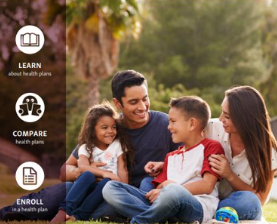 LEARN
about health plans
COMPARE
health plans
ENROLL
in a health plan